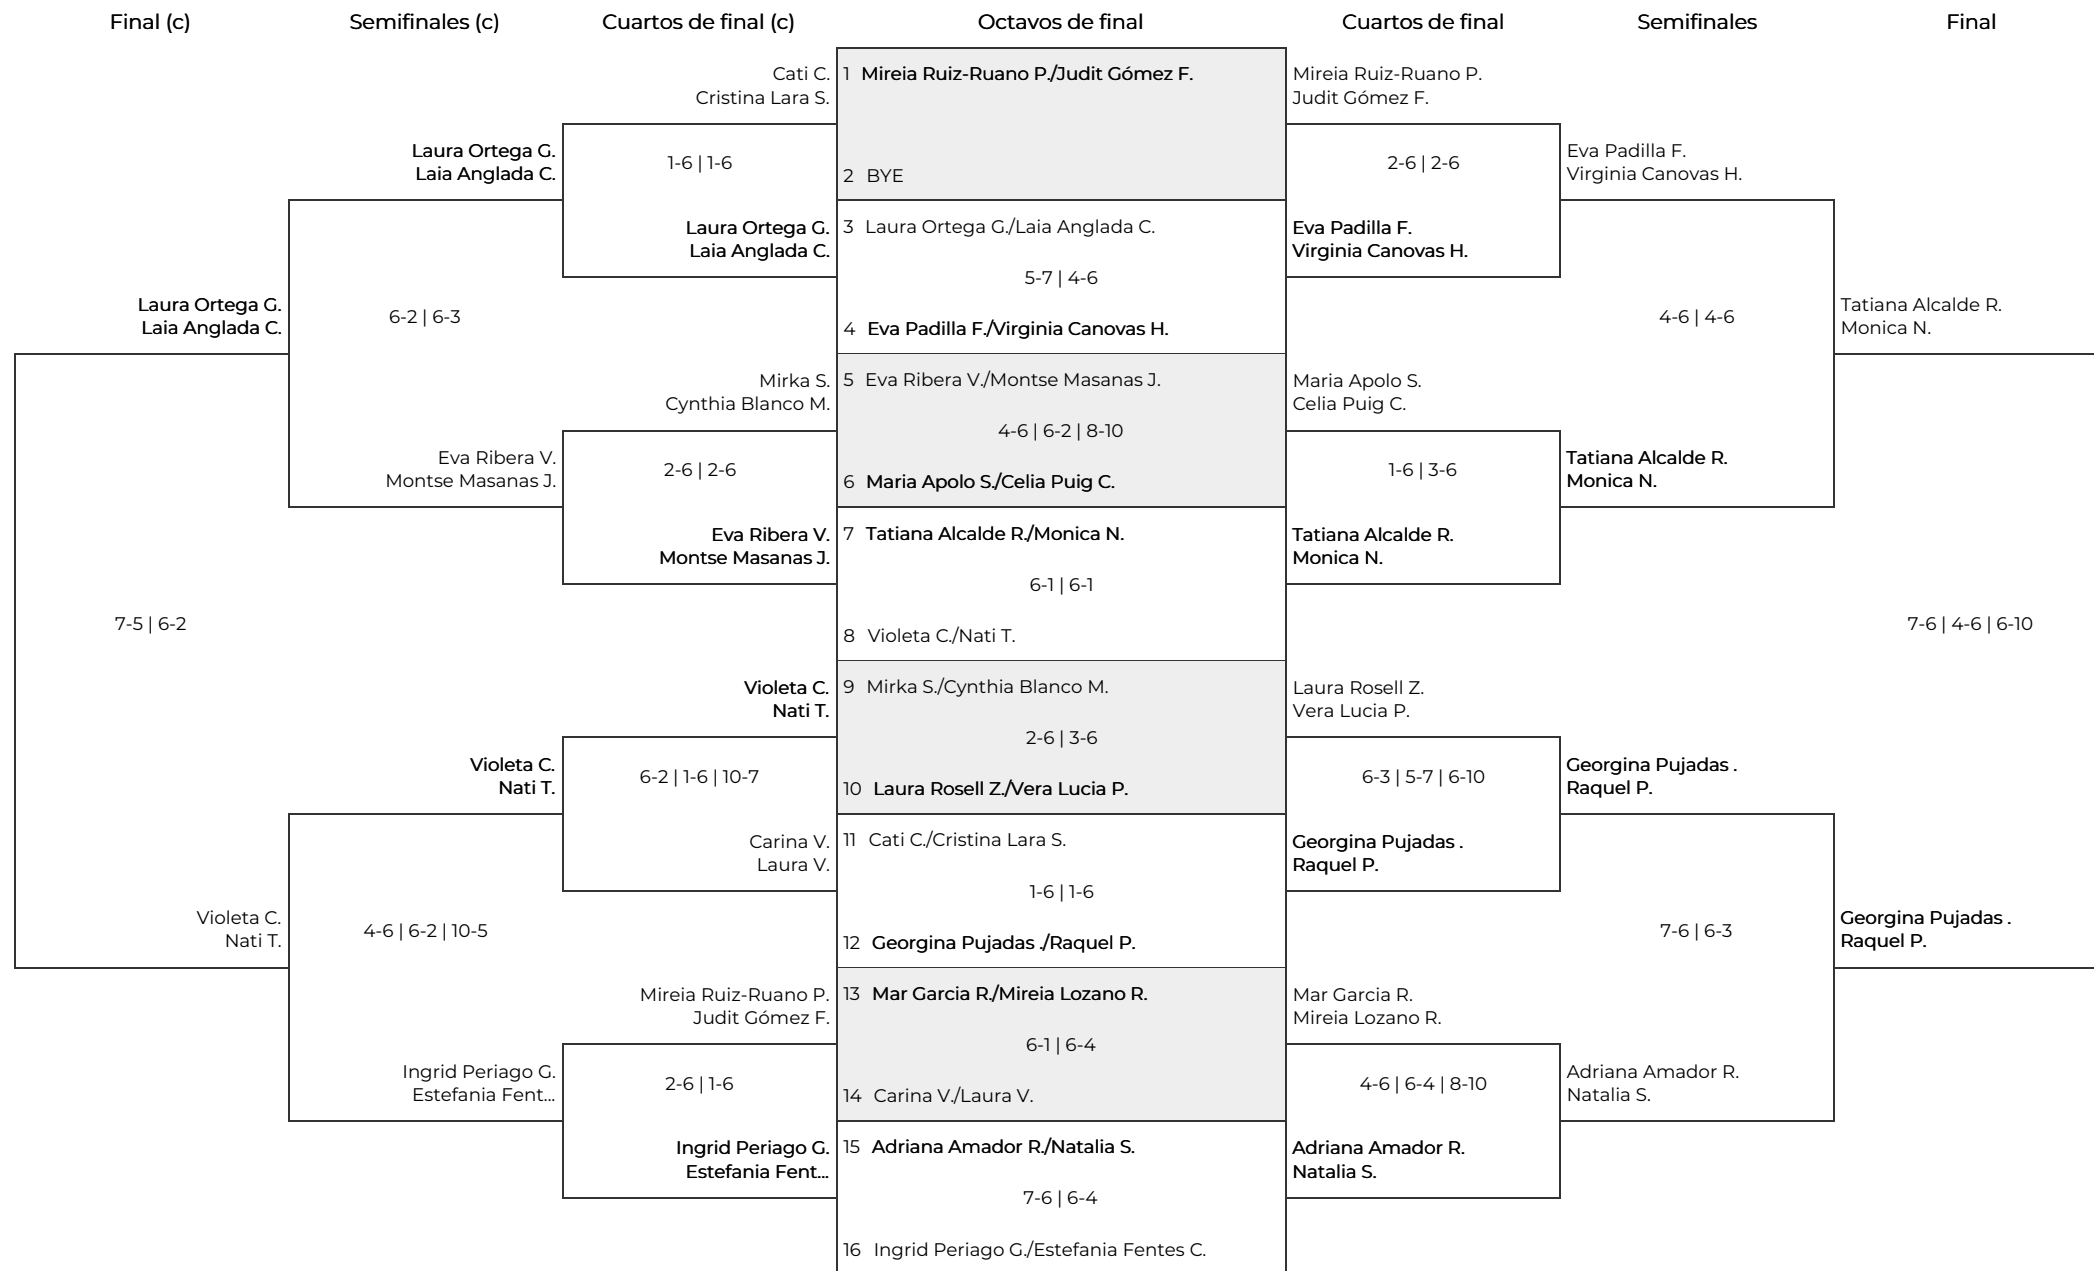 Final (c)
Semifinales (c)
Cuartos de final (c)
Octavos de final
Cuartos de final
Semifinales
Final
Laura Ortega G.
Laia Anglada C.
7-5 | 6-2
Violeta C.
Nati T.
Laura Ortega G.
Laia Anglada C.
6-2 | 6-3
Eva Ribera V.
Montse Masanas J.
Violeta C.
Nati T.
4-6 | 6-2 | 10-5
Ingrid Periago G.
Estefania Fent...
Cati C.
Cristina Lara S.
1-6 | 1-6
Laura Ortega G.
Laia Anglada C.
Mirka S.
Cynthia Blanco M.
2-6 | 2-6
Eva Ribera V.
Montse Masanas J.
Violeta C.
Nati T.
6-2 | 1-6 | 10-7
Carina V.
Laura V.
Mireia Ruiz-Ruano P.
Judit Gómez F.
2-6 | 1-6
Ingrid Periago G.
Estefania Fent...
1 Mireia Ruiz-Ruano P./Judit Gómez F.
2 BYE
3 Laura Ortega G./Laia Anglada C.
5-7 | 4-6
4 Eva Padilla F./Virginia Canovas H.
5 Eva Ribera V./Montse Masanas J.
4-6 | 6-2 | 8-10
6 Maria Apolo S./Celia Puig C.
7 Tatiana Alcalde R./Monica N.
6-1 | 6-1
8 Violeta C./Nati T.
9 Mirka S./Cynthia Blanco M.
2-6 | 3-6
10 Laura Rosell Z./Vera Lucia P.
11 Cati C./Cristina Lara S.
1-6 | 1-6
12 Georgina Pujadas ./Raquel P.
13 Mar Garcia R./Mireia Lozano R.
6-1 | 6-4
14 Carina V./Laura V.
15 Adriana Amador R./Natalia S.
7-6 | 6-4
16 Ingrid Periago G./Estefania Fentes C.
Mireia Ruiz-Ruano P.
Judit Gómez F.
2-6 | 2-6
Eva Padilla F.
Virginia Canovas H.
Maria Apolo S.
Celia Puig C.
1-6 | 3-6
Tatiana Alcalde R.
Monica N.
Laura Rosell Z.
Vera Lucia P.
6-3 | 5-7 | 6-10
Georgina Pujadas .
Raquel P.
Mar Garcia R.
Mireia Lozano R.
4-6 | 6-4 | 8-10
Adriana Amador R.
Natalia S.
Eva Padilla F.
Virginia Canovas H.
4-6 | 4-6
Tatiana Alcalde R.
Monica N.
Georgina Pujadas .
Raquel P.
7-6 | 6-3
Adriana Amador R.
Natalia S.
Tatiana Alcalde R.
Monica N.
7-6 | 4-6 | 6-10
Georgina Pujadas .
Raquel P.